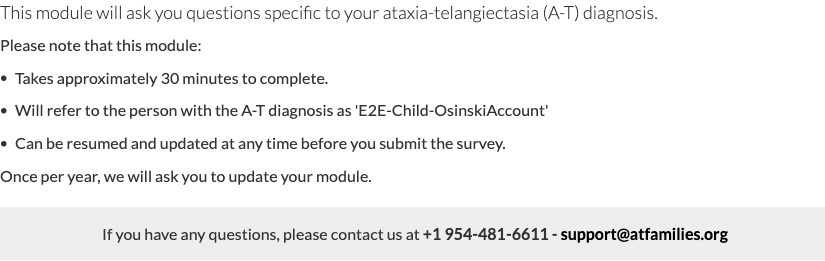 This module will ask you questions specific to your ataxia-telangiectasia (A-T) diagnosis.
Please note that this module:
• Takes approximately 30 minutes to complete.
• Will refer to the person with the A-T diagnosis as 'E2E-Child-OsinskiAccount'
• Can be resumed and updated at any time before you submit the survey.
Once per year, we will ask you to update your module.
If you have any questions, please contact us at +1 954-481-6611 - support@atfamilies.org